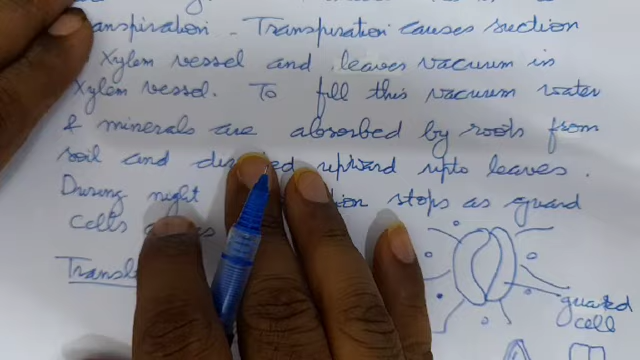 Transpiration causes suction
Xylem vessel and leaves vacuum in
Xylem vessel. To fill this vacuum water
& minerals are absorbed by roots from
soil and upward upto leaves.
During night stops as guard
cells
guard
cell